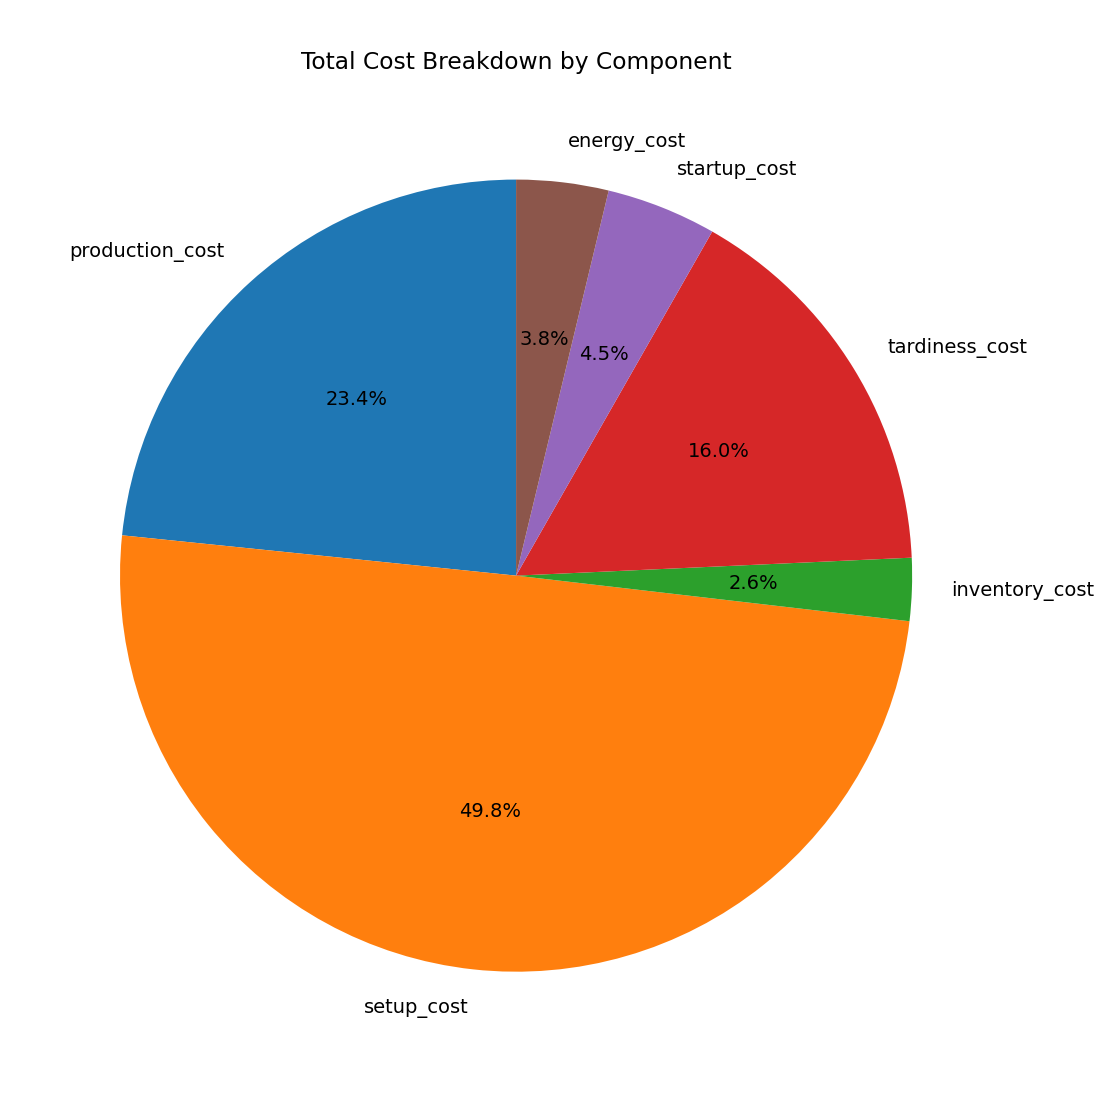 Total Cost Breakdown by Component
energy_cost
startup_cost
production_cost
3.8%
4.5%
tardiness_cost
23.4%
16.0%
2.6%
inventory_cost
49.8%
setup_cost